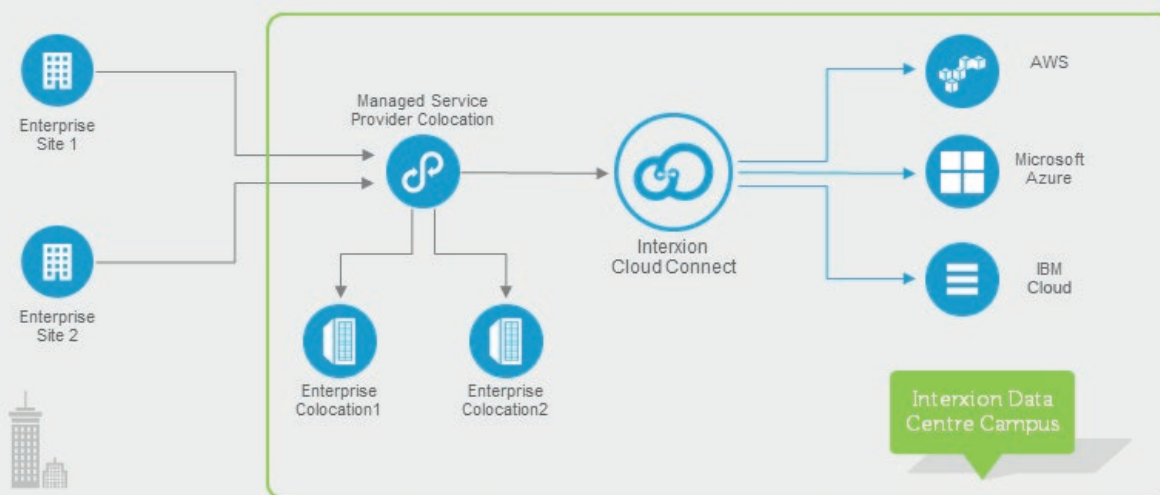 Enterprise
Site 1
Enterprise
Site 2
Managed Service
Provider Colocation
Enterprise
Colocation1
Enterprise
Colocation2
Interxion
Cloud Connect
AWS
Microsoft
Azure
IBM
Cloud
Interxion Data
Centre Campus